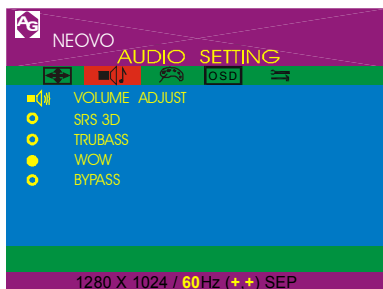 AG
NEOVO
AUDIO SETTING
OSD
VOLUME ADJUST
SRS 3D
TRUBASS
WOW
BYPASS
1280 X 1024 / 60Hz (+,+) SEP